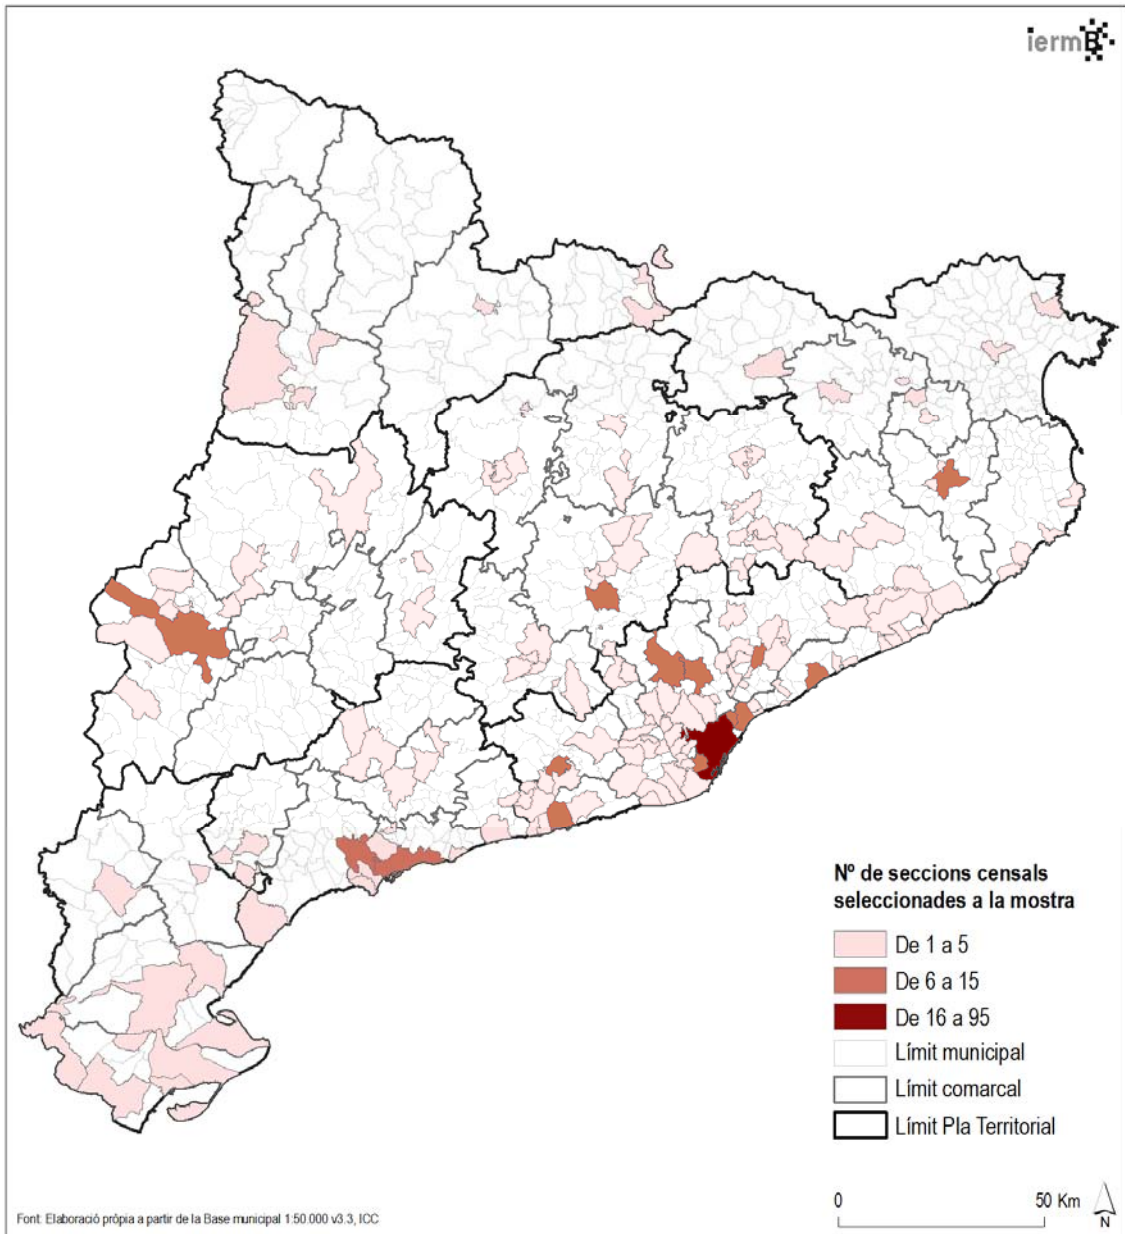 iermB
Nº de seccions censals
seleccionades a la mostra
De 1 a 5
De 6 a 15
De 16 a 95
Límit municipal
Límit comarcal
Límit Pla Territorial
0 50 Km
N
Font: Elaboració pròpia a partir de la Base municipal 1:50.000 v3.3, ICC